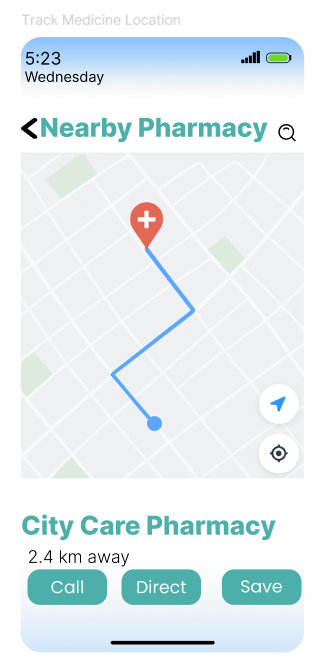 Track Medicine Location
5:23
Wednesday
Nearby Pharmacy
City Care Pharmacy
2.4 km away
Call Direct Save